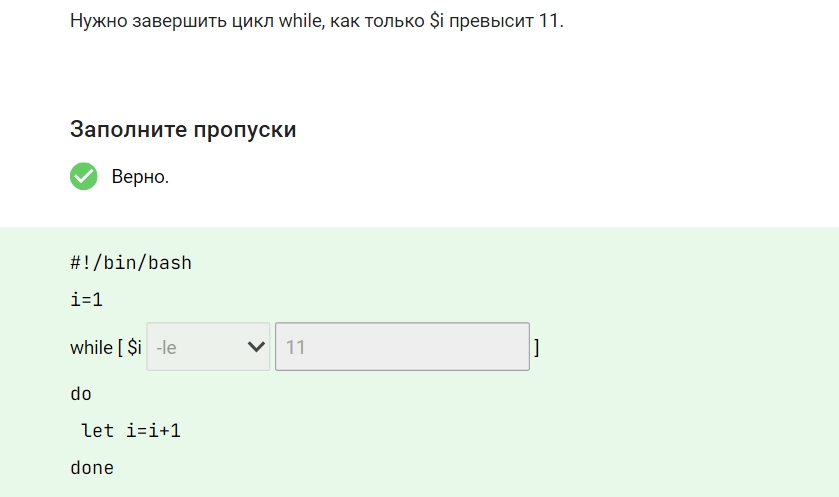 Нужно завершить цикл while, как только $i превысит 11.
Заполните пропуски
Верно.
#!/bin/bash
i=1
while [ $i -le 11 ]
do
let i=i+1
done